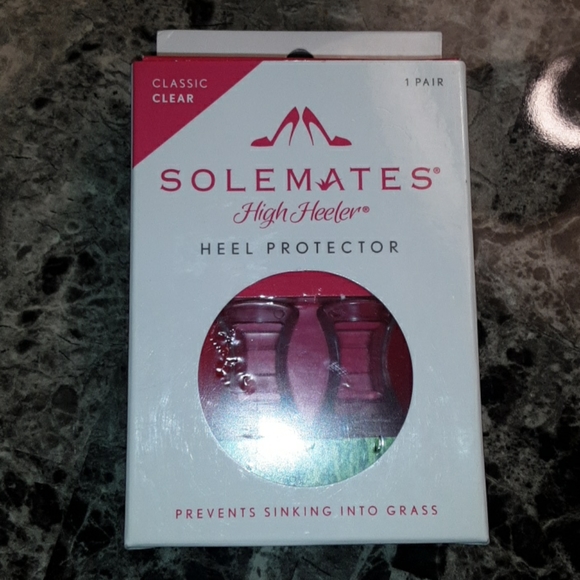 CLASSIC
CLEAR
1 PAIR
SOLEMATES®
High Heeler®
HEEL PROTECTOR
PREVENTS SINKING INTO GRASS